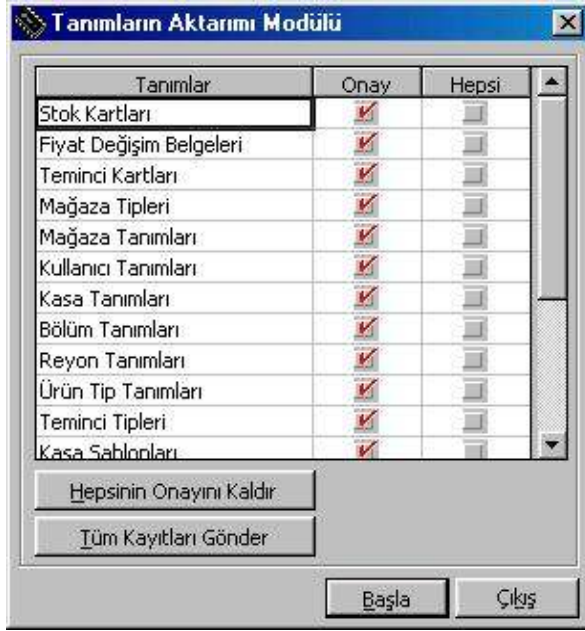 Tanımların Aktarımı Modülü
Tanımlar Onay Hepsi
Stok Kartları
Fiyat Değişim Belgeleri
Teminci Kartları
Mağaza Tipleri
Mağaza Tanımları
Kullanıcı Tanımları
Kasa Tanımları
Bölüm Tanımları
Reyon Tanımları
Ürün Tip Tanımları
Teminci Tipleri
Kasa Şablonları
Hepsinin Onayını Kaldır
Tüm Kayıtları Gönder
Başla Çıkış